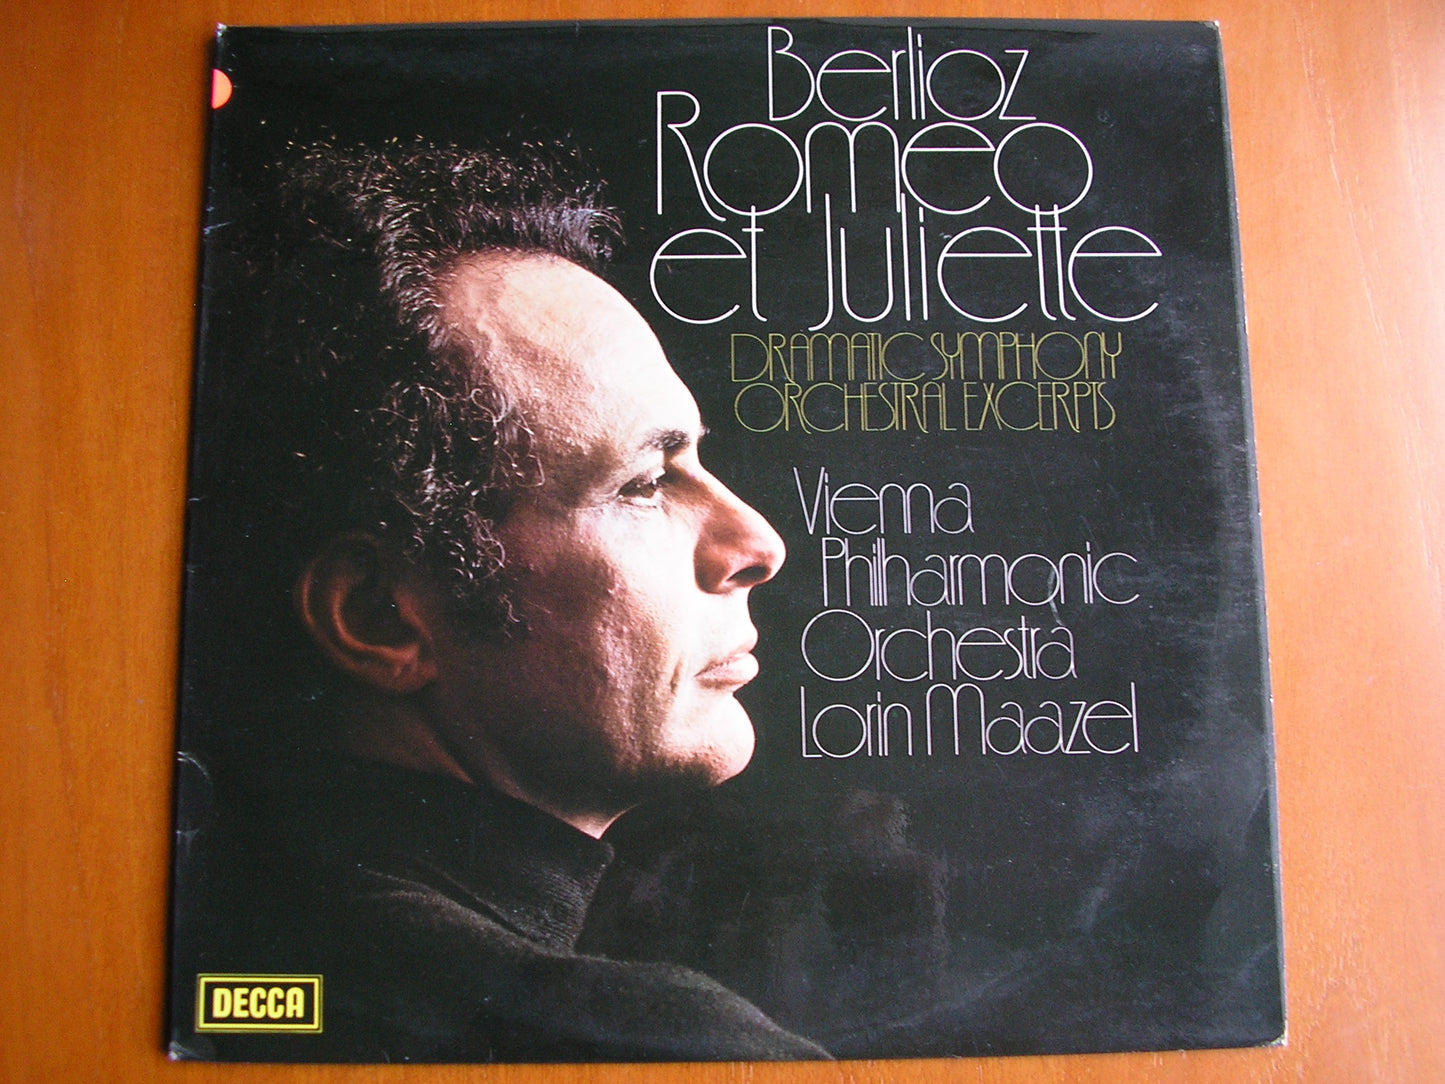 Berlioz
Romeo
et Juliette
DRAMATIC SYMPHONY
ORCHESTRAL EXCERPTS
Vienna
Philharmonic
Orchestra
Lorin Maazel
DECCA